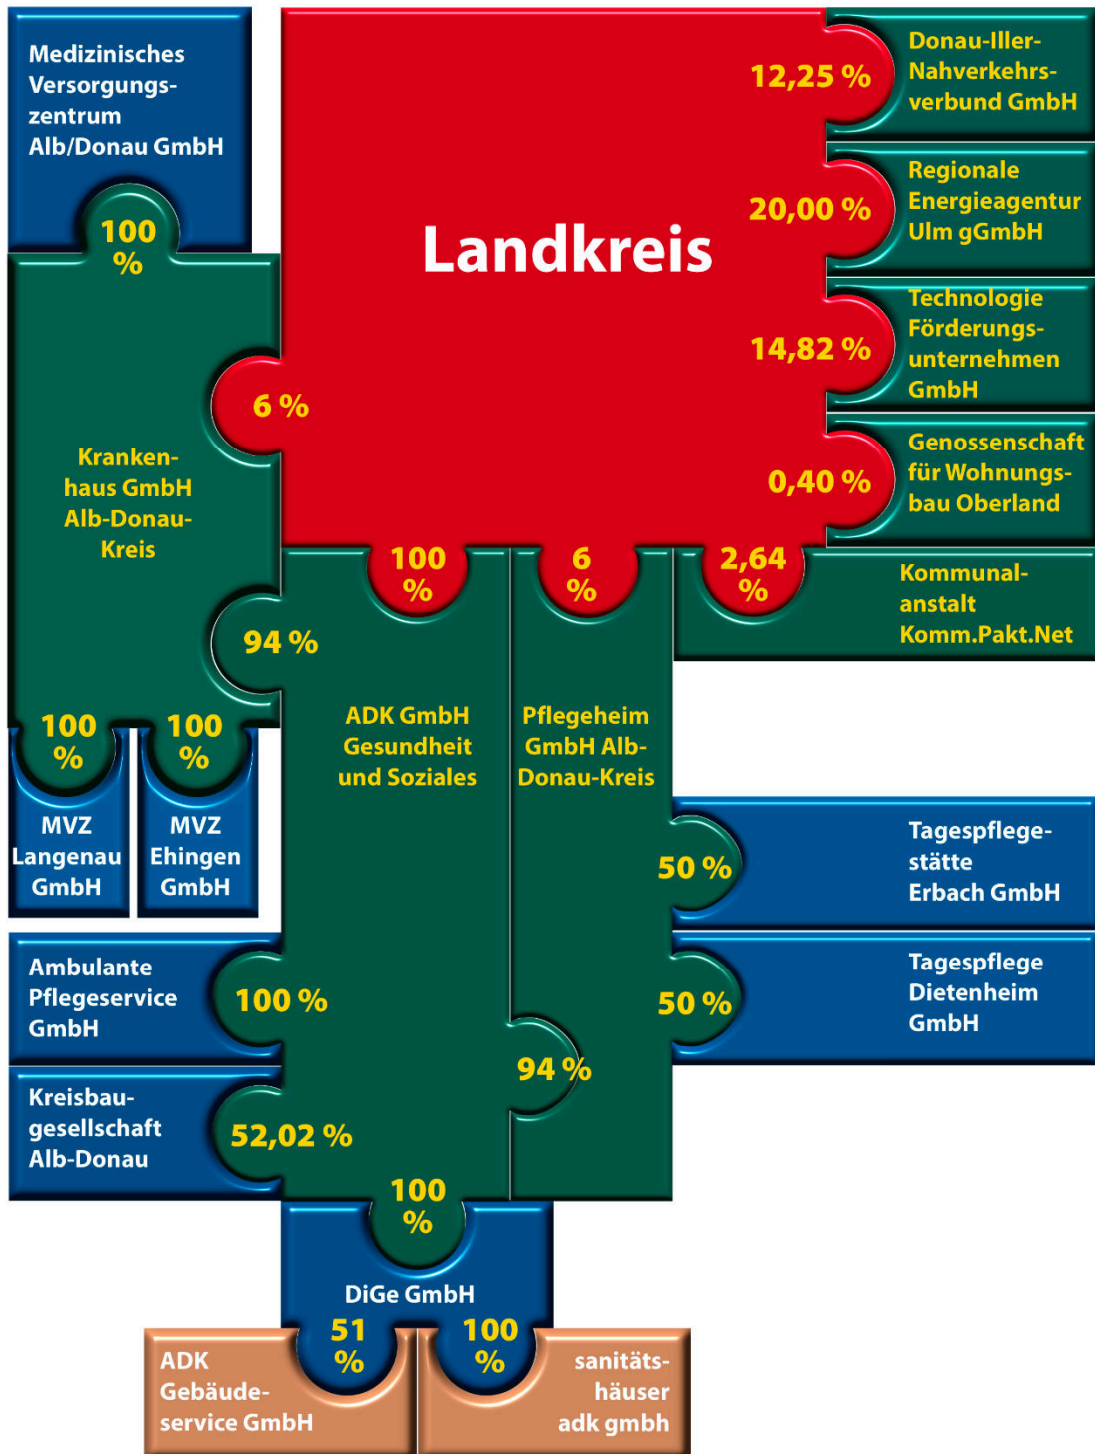 Medizinisches
Versorgungs-
zentrum
Alb/Donau GmbH
100
%
Landkreis
12,25 %
Donau-Iller-
Nahverkehrs-
verbund GmbH
20,00 %
Regionale
Energieagentur
Ulm gGmbH
14,82 %
Technologie
Förderungs-
unternehmen
GmbH
0,40 %
Genossenschaft
für Wohnungs-
bau Oberland
6 %
Kranken-
haus GmbH
Alb-Donau-
Kreis
94 %
100
%
6
%
2,64
%
Kommunal-
anstalt
Komm.Pakt.Net
100
%
100
%
MVZ
Langenau
GmbH
MVZ
Ehingen
GmbH
ADK GmbH
Gesundheit
und Soziales
Pflegeheim
GmbH Alb-
Donau-Kreis
50 %
Tagespflege-
stätte
Erbach GmbH
50 %
Tagespflege
Dietenheim
GmbH
Ambulante
Pflegeservice
GmbH
100 %
94 %
Kreisbau-
gesellschaft
Alb-Donau
52,02 %
100
%
DiGe GmbH
51
%
100
%
ADK
Gebäude-
service GmbH
sanitäts-
häuser
adk gmbh